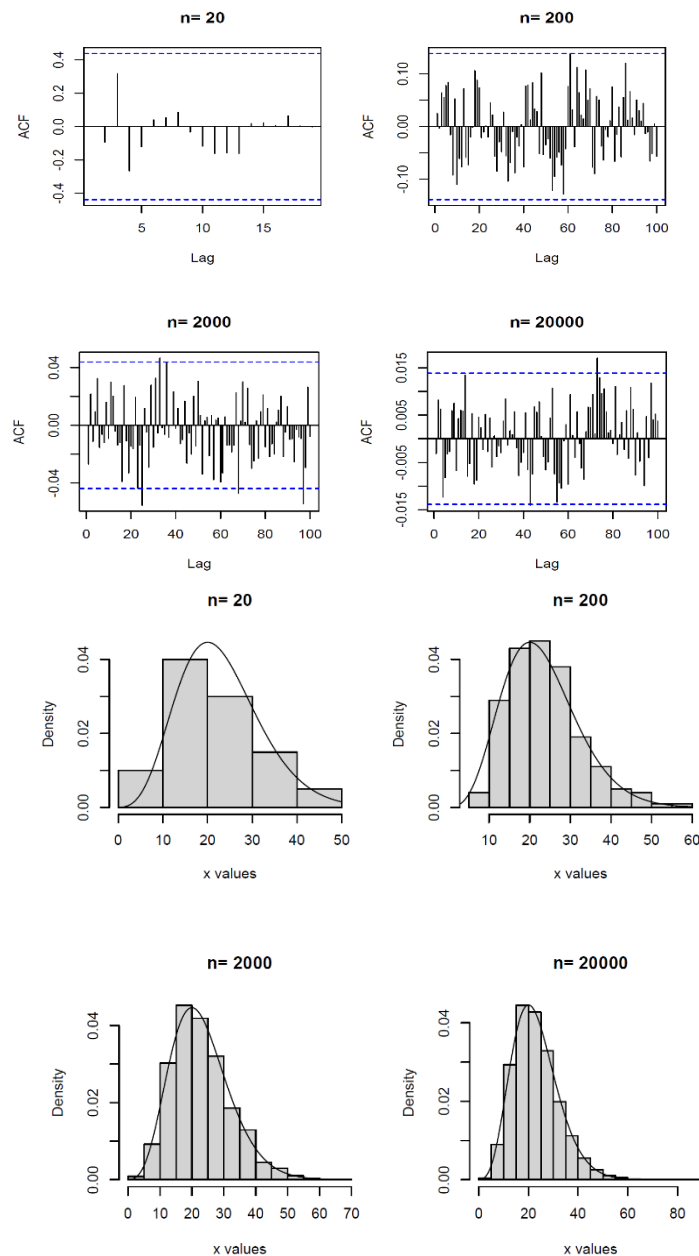 n= 20
n= 200
ACF
-0.4 -0.2 0.0 0.2 0.4
5 10 15
Lag
ACF
-0.10 0.00 0.10
0 20 40 60 80 100
Lag
n= 2000
n= 20000
ACF
-0.04 0.00 0.04
0 20 40 60 80 100
Lag
ACF
-0.015 -0.005 0.005 0.015
0 20 40 60 80 100
Lag
n= 20
n= 200
Density
0.00 0.02 0.04
0 10 20 30 40 50
x values
Density
0.00 0.02 0.04
10 20 30 40 50 60
x values
n= 2000
n= 20000
Density
0.00 0.02 0.04
0 10 20 30 40 50 60 70
x values
Density
0.00 0.02 0.04
0 20 40 60 80
x values